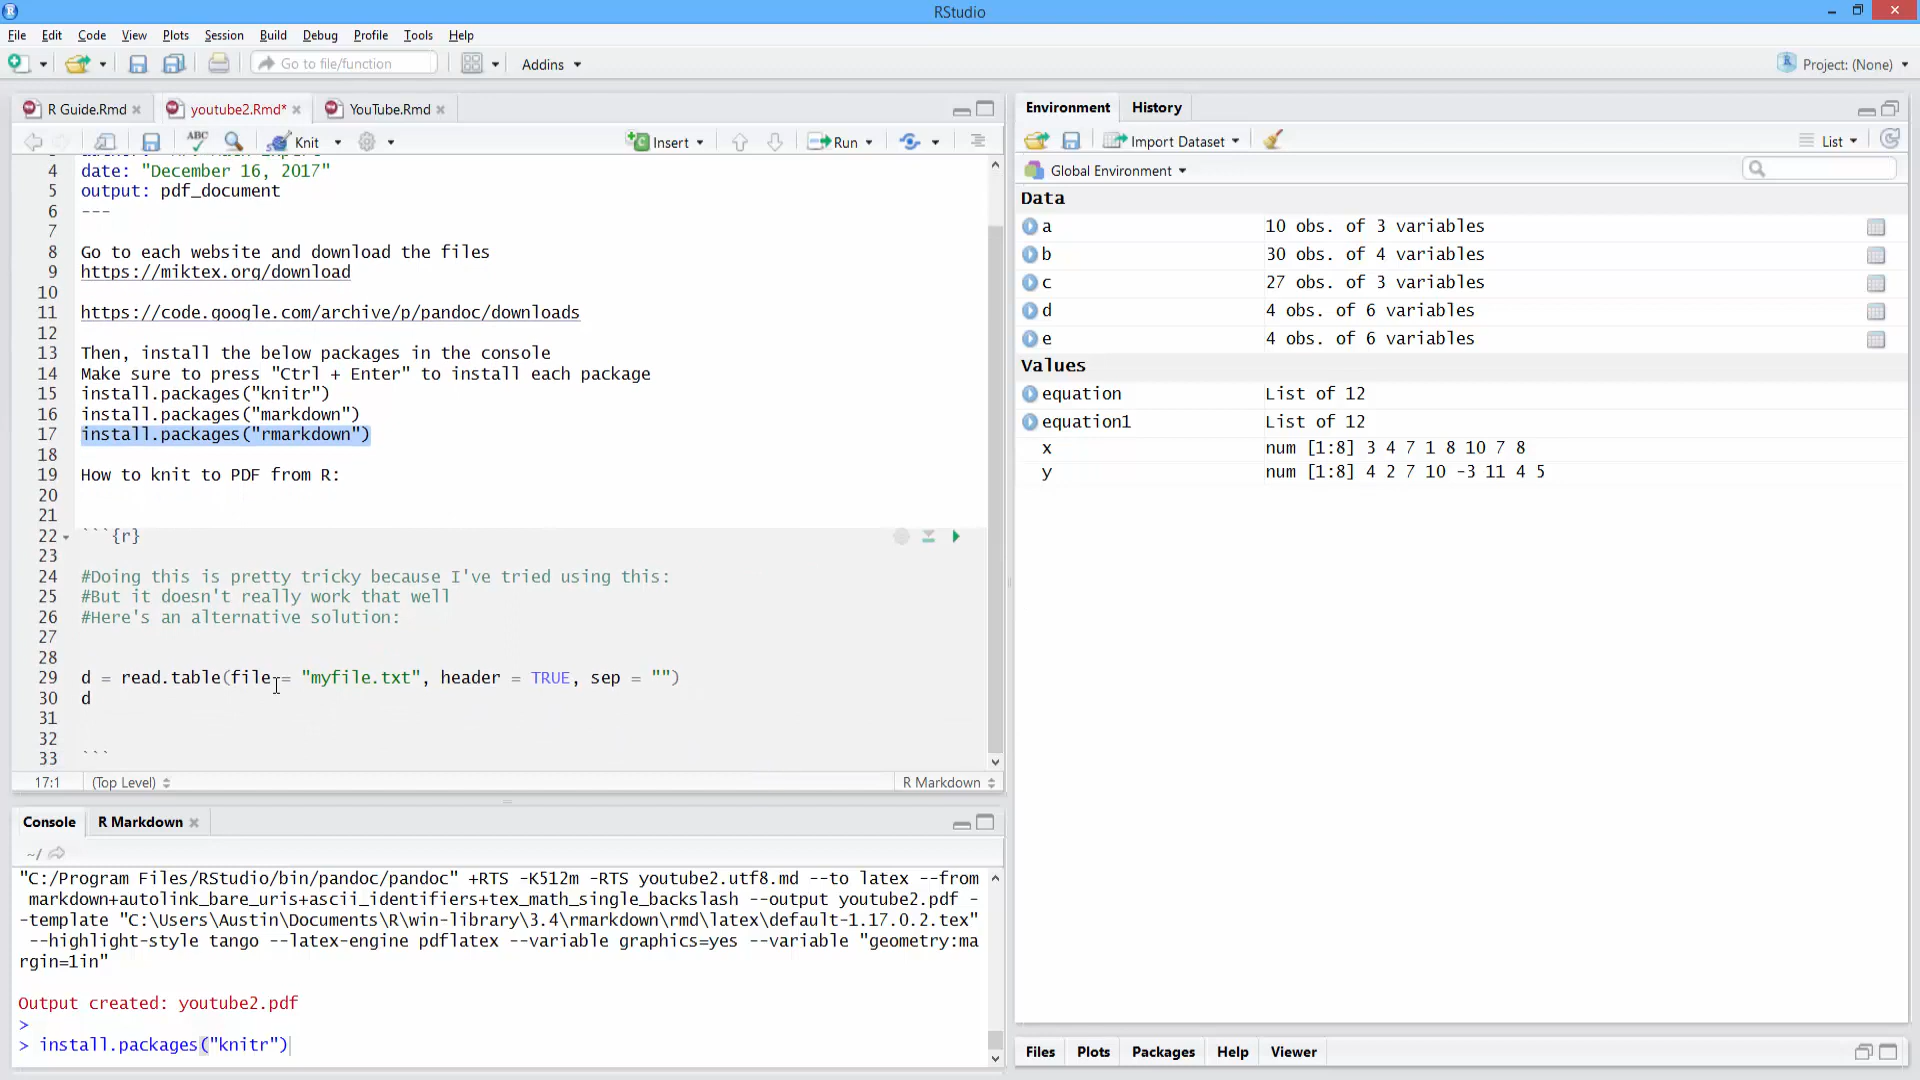 RStudio
File Edit Code View Plots Session Build Debug Profile Tools Help
Go to file/function Addins Project: (None)
R Guide.Rmd youtube2.Rmd* YouTube.Rmd
ABC Knit Insert Run
4 date: "December 16, 2017"
5 output: pdf_document
6 ---
7
8 Go to each website and download the files
9 https://miktex.org/download
10
11 https://code.google.com/archive/p/pandoc/downloads
12
13 Then, install the below packages in the console
14 Make sure to press "Ctrl + Enter" to install each package
15 install.packages("knitr")
16 install.packages("markdown")
17 install.packages("rmarkdown")
18
19 How to knit to PDF from R:
20
21
22 ```{r}
23
24 #Doing this is pretty tricky because I've tried using this:
25 #But it doesn't really work that well
26 #Here's an alternative solution:
27
28
29 d = read.table(file = "myfile.txt", header = TRUE, sep = "")
30 d
31
32
33 ```
17:1 (Top Level) R Markdown
Console R Markdown
~/
"C:/Program Files/RStudio/bin/pandoc/pandoc" +RTS -K512m -RTS youtube2.utf8.md --to latex --from
markdown+autolink_bare_uris+ascii_identifiers+tex_math_single_backslash --output youtube2.pdf -
-template "C:\Users\Austin\Documents\R\win-library\3.4\rmarkdown\rmd\latex\default-1.17.0.2.tex"
--highlight-style tango --latex-engine pdflatex --variable graphics=yes --variable "geometry:ma
rgin=1in"
Output created: youtube2.pdf
>
> install.packages("knitr")
Environment History
Import Dataset List
Global Environment
Data
a 10 obs. of 3 variables
b 30 obs. of 4 variables
c 27 obs. of 3 variables
d 4 obs. of 6 variables
e 4 obs. of 6 variables
Values
equation List of 12
equation1 List of 12
x num [1:8] 3 4 7 1 8 10 7 8
y num [1:8] 4 2 7 10 -3 11 4 5
Files Plots Packages Help Viewer